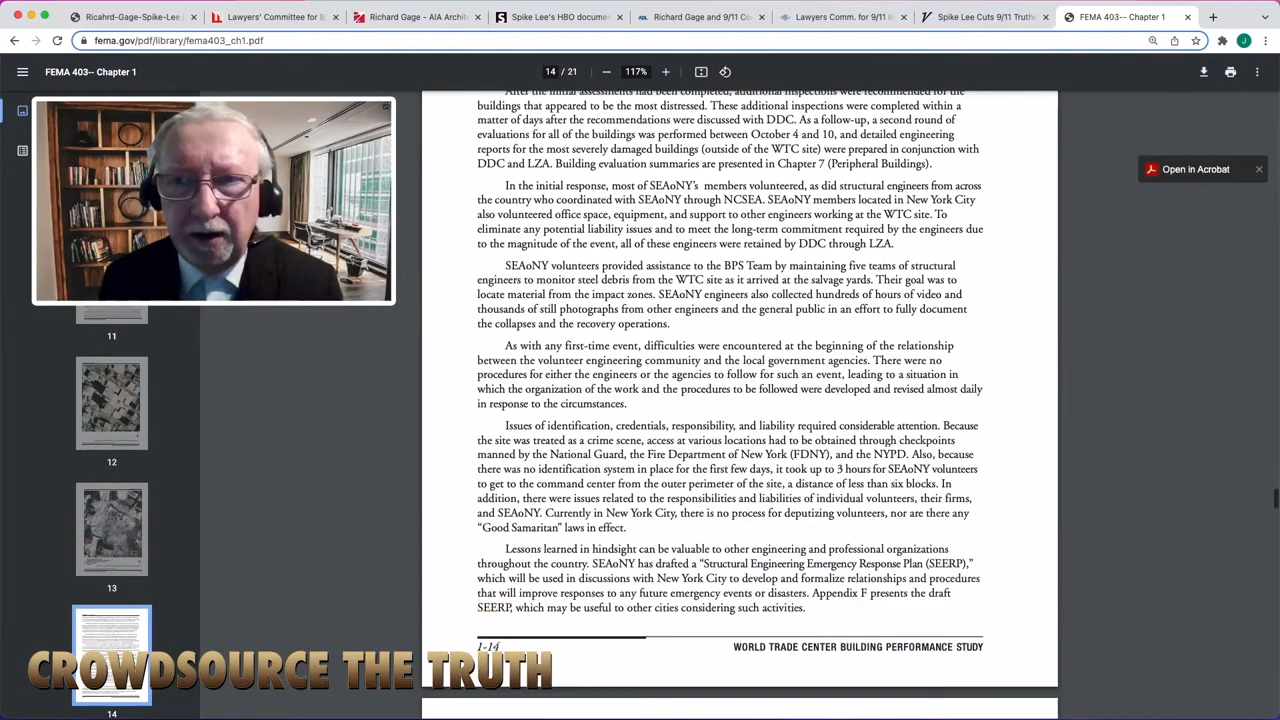 Ricahrd-Gage-Spike-Lee.
Lawyers' Committee for 9/
Richard Gage - AIA Archit
Spike Lee's HBO documen
Richard Gage and 9/11 Co
Lawyers Comm. for 9/11 In
Spike Lee Cuts 9/11 Truth
FEMA 403-- Chapter 1
fema.gov/pdf/library/fema403_ch1.pdf
J
FEMA 403-- Chapter 1
14 / 21
117%
Open in Acrobat
After the initial assessments had been completed, additional inspections were recommended for the
buildings that appeared to be the most distressed. These additional inspections were completed within a
matter of days after the recommendations were discussed with DDC. As a follow-up, a second round of
evaluations for all of the buildings was performed between October 4 and 10, and detailed engineering
reports for the most severely damaged buildings (outside of the WTC site) were prepared in conjunction with
DDC and LZA. Building evaluation summaries are presented in Chapter 7 (Peripheral Buildings).
In the initial response, most of SEAoNY's members volunteered, as did structural engineers from across
the country who coordinated with SEAoNY through NCSEA. SEAoNY members located in New York City
also volunteered office space, equipment, and support to other engineers working at the WTC site. To
eliminate any potential liability issues and to meet the long-term commitment required by the engineers due
to the magnitude of the event, all of these engineers were retained by DDC through LZA.
SEAoNY volunteers provided assistance to the BPS Team by maintaining five teams of structural
engineers to monitor steel debris from the WTC site as it arrived at the salvage yards. Their goal was to
locate material from the impact zones. SEAoNY engineers also collected hundreds of hours of video and
thousands of still photographs from other engineers and the general public in an effort to fully document
the collapses and the recovery operations.
As with any first-time event, difficulties were encountered at the beginning of the relationship
between the volunteer engineering community and the local government agencies. There were no
procedures for either the engineers or the agencies to follow for such an event, leading to a situation in
which the organization of the work and the procedures to be followed were developed and revised almost daily
in response to the circumstances.
Issues of identification, credentials, responsibility, and liability required considerable attention. Because
the site was treated as a crime scene, access at various locations had to be obtained through checkpoints
manned by the National Guard, the Fire Department of New York (FDNY), and the NYPD. Also, because
there was no identification system in place for the first few days, it took up to 3 hours for SEAoNY volunteers
to get to the command center from the outer perimeter of the site, a distance of less than six blocks. In
addition, there were issues related to the responsibilities and liabilities of individual volunteers, their firms,
and SEAoNY. Currently in New York City, there is no process for deputizing volunteers, nor are there any
“Good Samaritan” laws in effect.
Lessons learned in hindsight can be valuable to other engineering and professional organizations
throughout the country. SEAoNY has drafted a “Structural Engineering Emergency Response Plan (SEERP),”
which will be used in discussions with New York City to develop and formalize relationships and procedures
that will improve responses to any future emergency events or disasters. Appendix F presents the draft
SEERP, which may be useful to other cities considering such activities.
1-14
WORLD TRADE CENTER BUILDING PERFORMANCE STUDY
11
12
13
14
CROWDSOURCE THE TRUTH